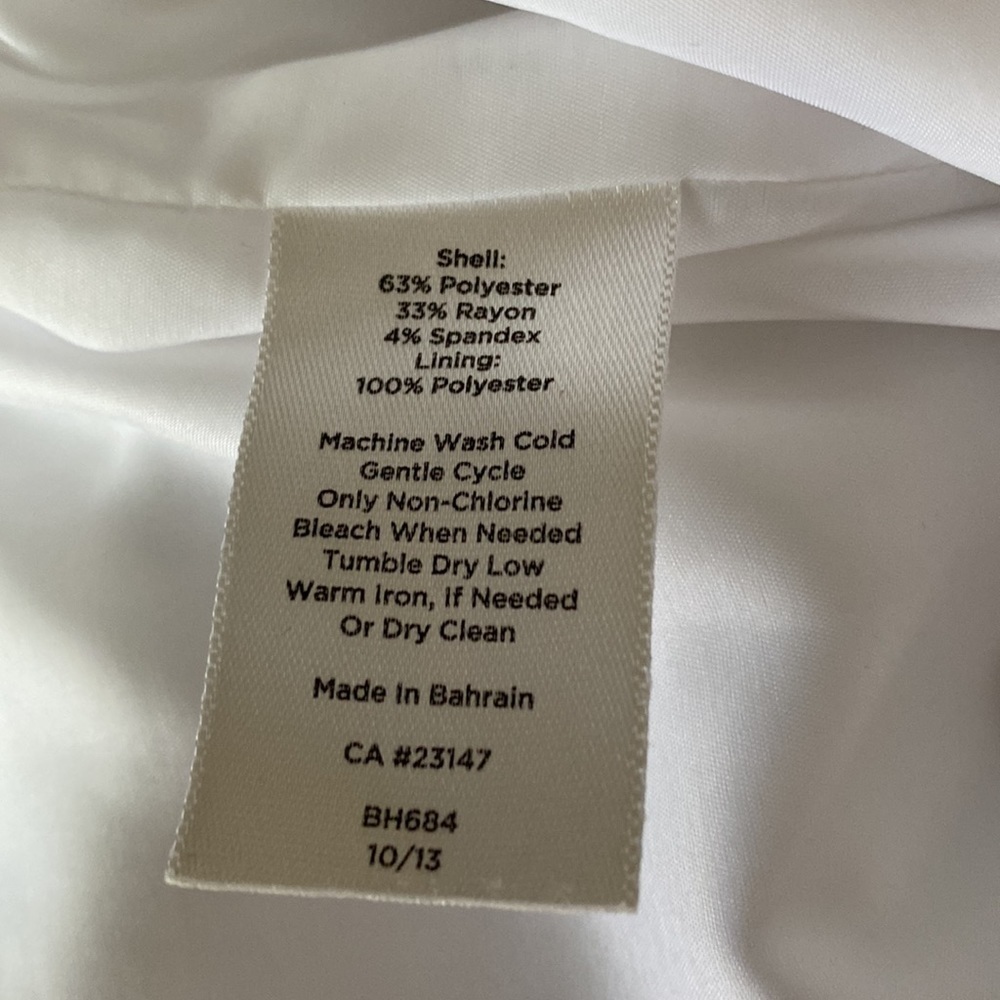 Shell:
63% Polyester
33% Rayon
4% Spandex
Lining:
100% Polyester
Machine Wash Cold
Gentle Cycle
Only Non-Chlorine
Bleach When Needed
Tumble Dry Low
Warm Iron, If Needed
Or Dry Clean
Made In Bahrain
CA #23147
BH684
10/13